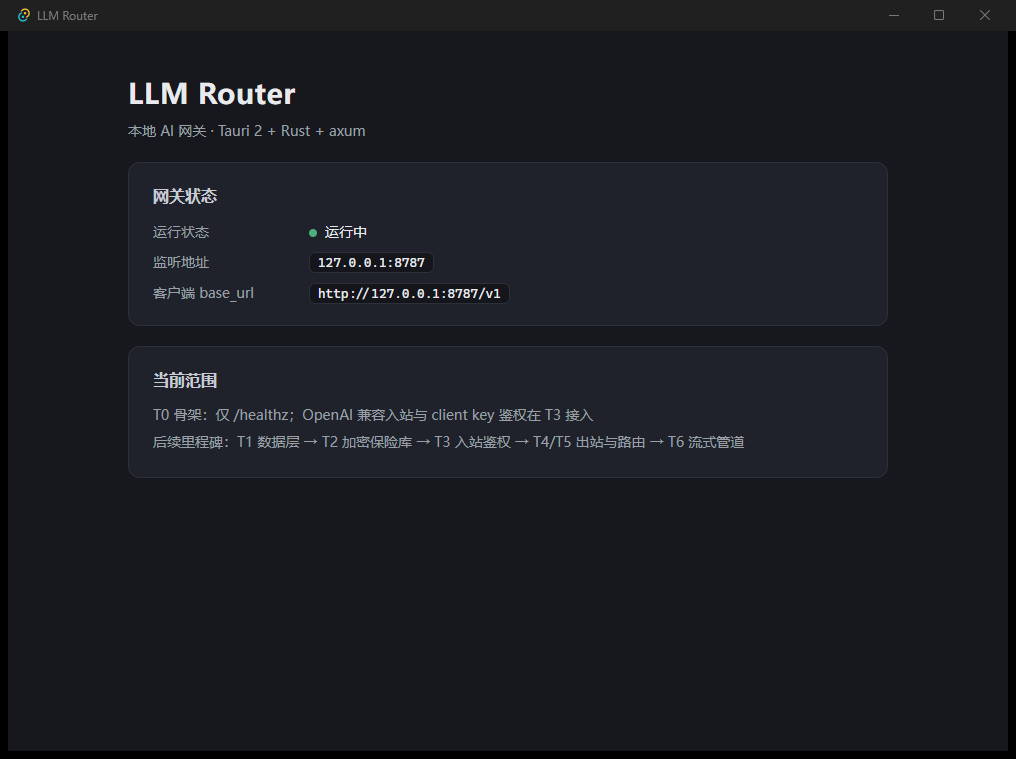 LLM Router
LLM Router
本地 AI 网关 · Tauri 2 + Rust + axum
网关状态
运行状态 运行中
监听地址 127.0.0.1:8787
客户端 base_url http://127.0.0.1:8787/v1
当前范围
T0 骨架：仅 /healthz；OpenAI 兼容入站与 client key 鉴权在 T3 接入
后续里程碑：T1 数据层 → T2 加密保险库 → T3 入站鉴权 → T4/T5 出站与路由 → T6 流式管道